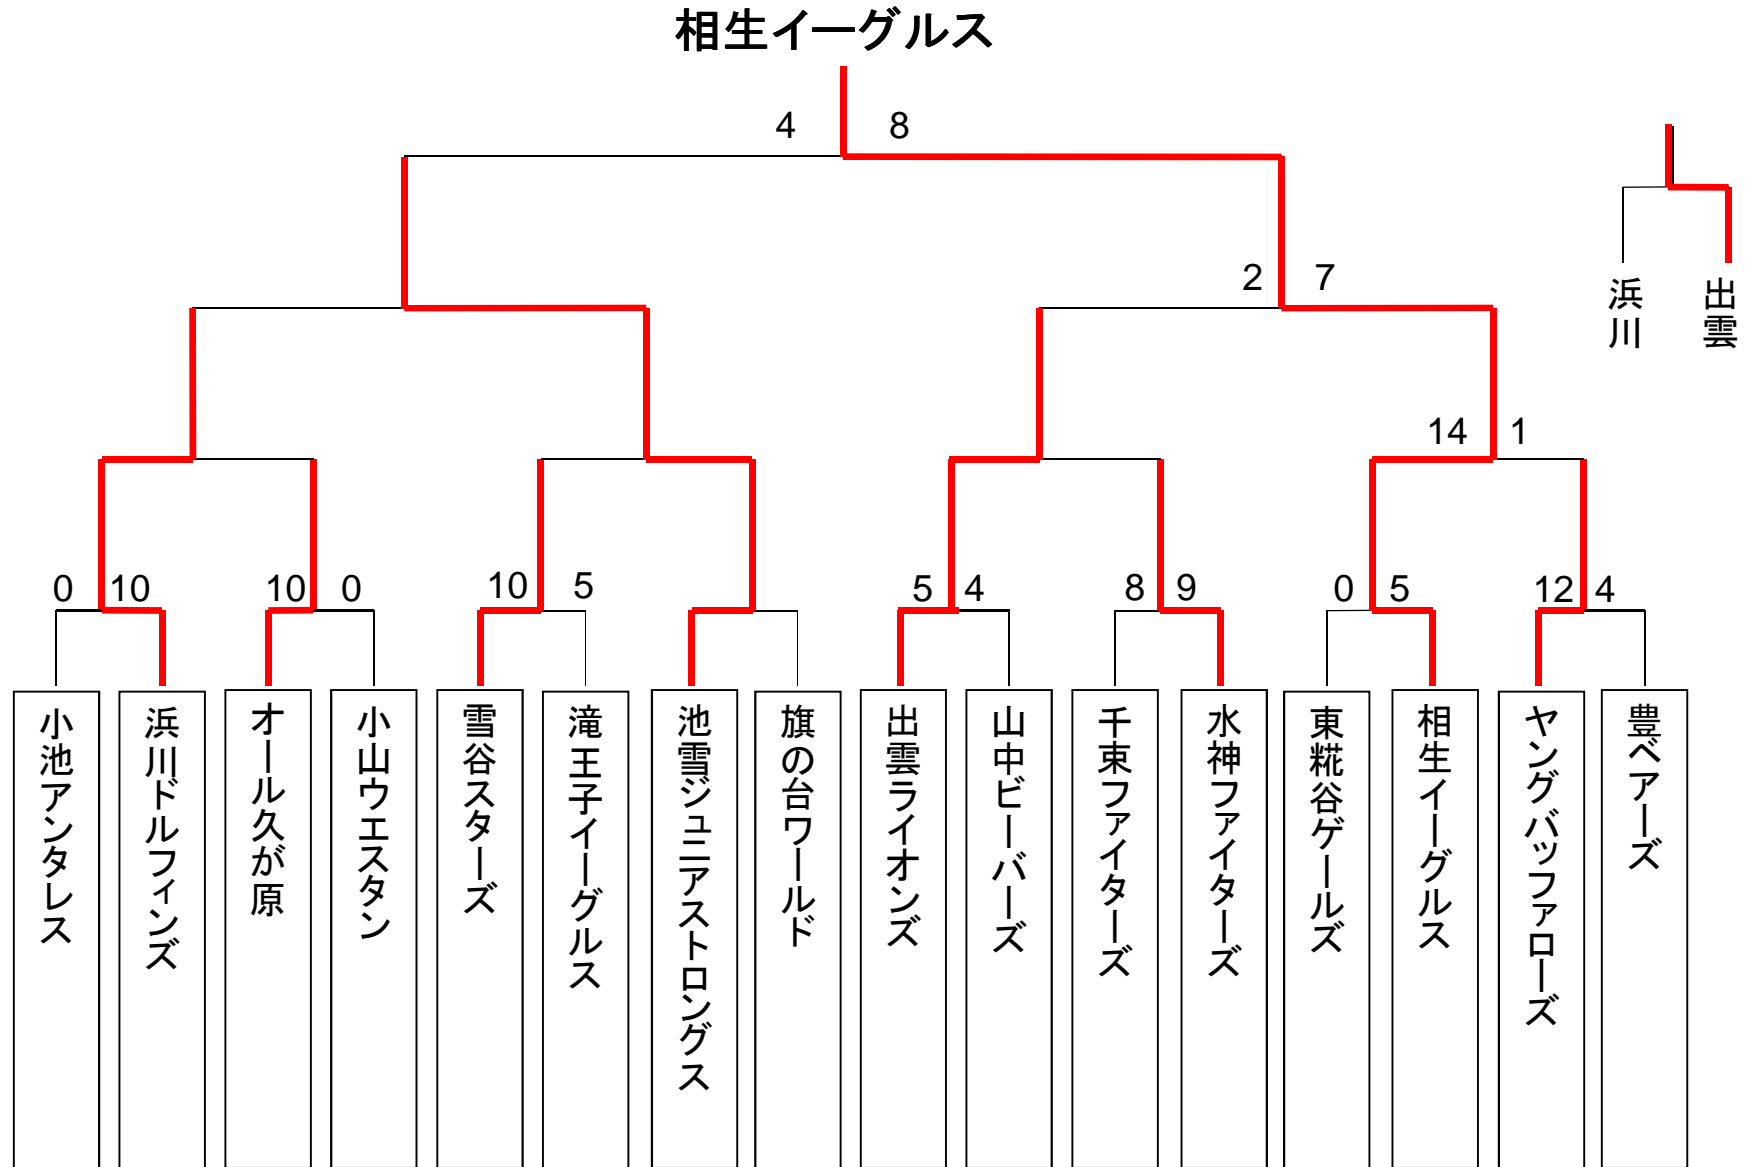 相生イーグルス
4 8
2 7
浜川
出雲
14 1
0 10
10 0
10 5
5 4
8 9
0 5
12 4
小池アンタレス
浜川ドルフィンズ
オール久が原
小山ウエスタン
雪谷スターズ
滝王子イーグルス
池雪ジュニアストロングス
旗の台ワールド
出雲ライオンズ
山中ビーバーズ
千束ファイターズ
水神ファイターズ
東糀谷ゲールズ
相生イーグルス
ヤングバッファローズ
豊ベアーズ